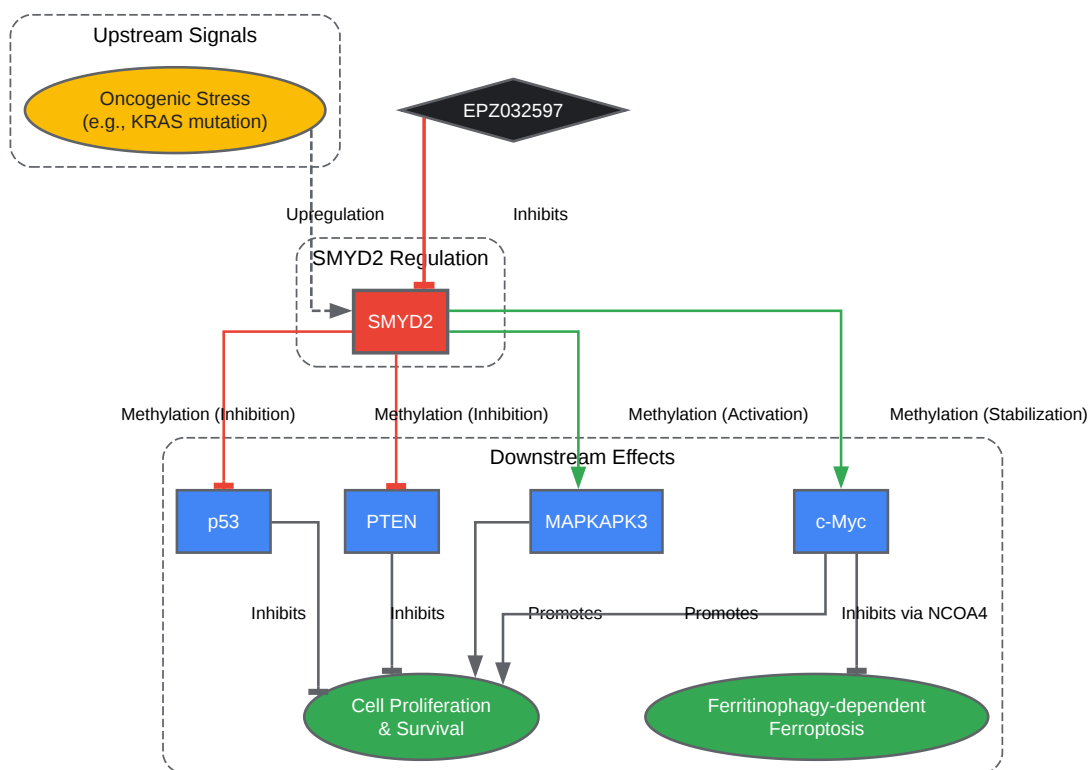 Upstream Signals
Oncogenic Stress
(e.g., KRAS mutation)
EPZ032597
Upregulation
Inhibits
SMYD2 Regulation
SMYD2
Methylation (Inhibition)
Methylation (Inhibition)
Methylation (Activation)
Methylation (Stabilization)
Downstream Effects
p53
PTEN
MAPKAPK3
c-Myc
Inhibits
Inhibits
Promotes
Promotes
Inhibits via NCOA4
Cell Proliferation
& Survival
Ferritinophagy-dependent
Ferroptosis